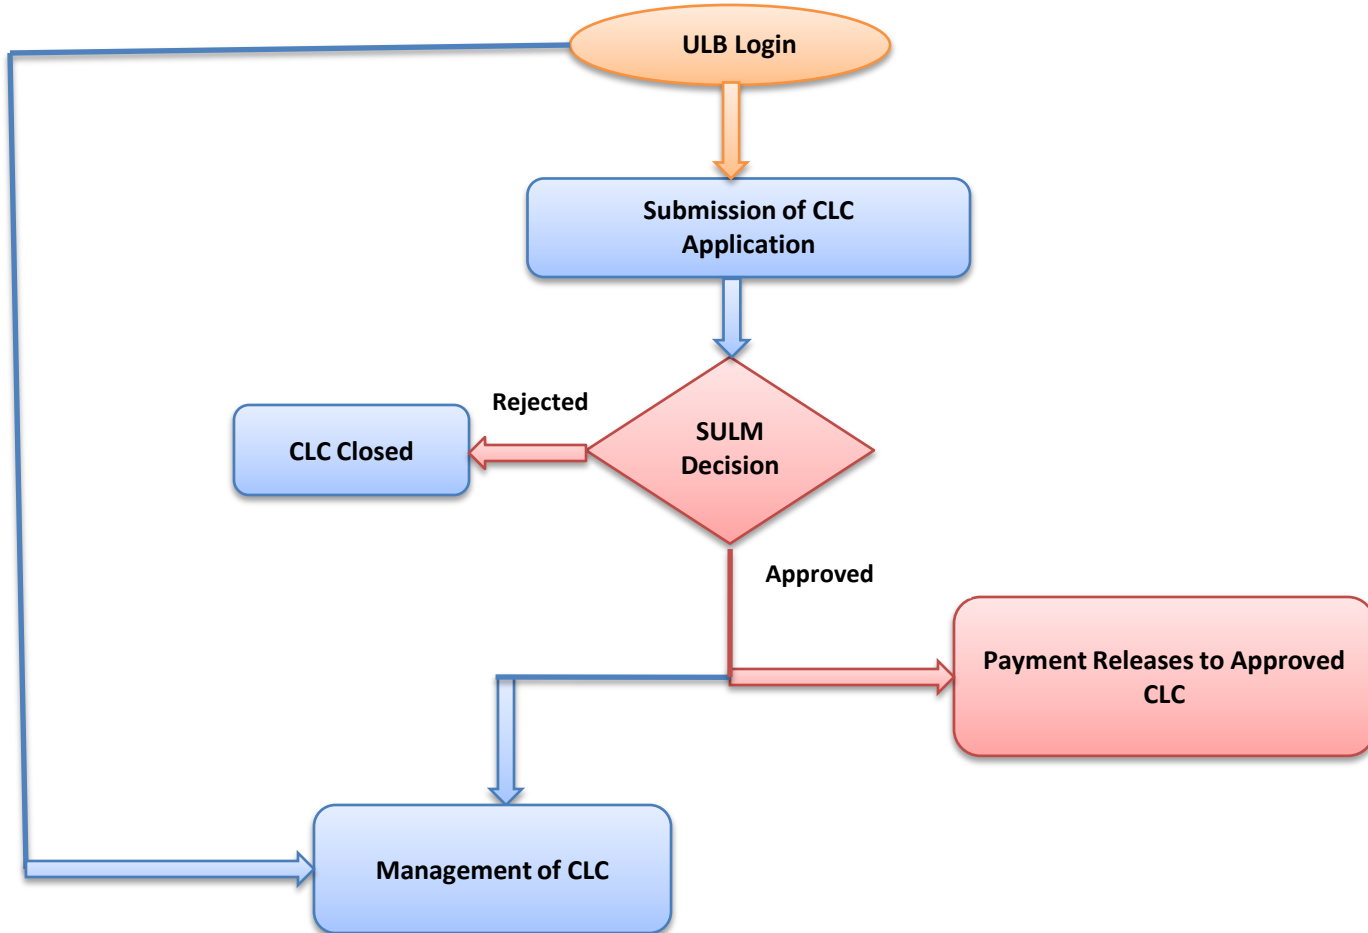 ULB Login
Submission of CLC
Application
Rejected
SULM
Decision
CLC Closed
Approved
Payment Releases to Approved
CLC
Management of CLC